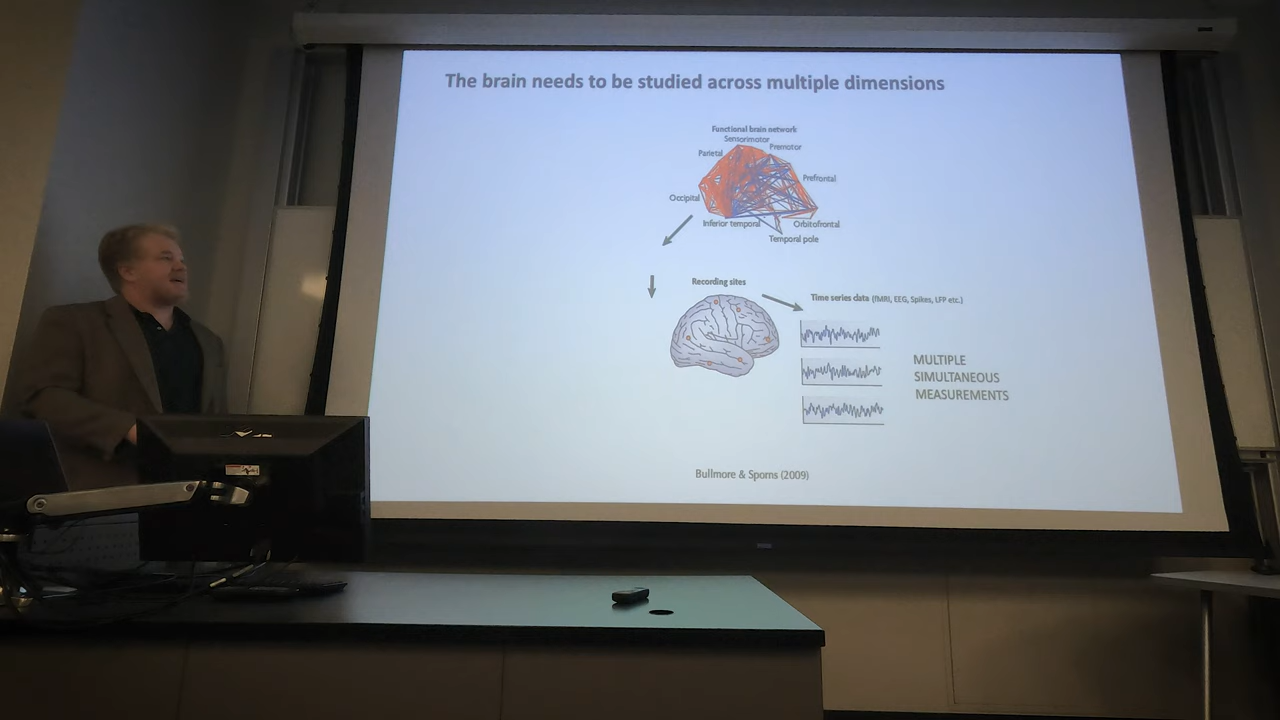 The brain needs to be studied across multiple dimensions
Functional brain network
Sensorimotor
Premotor
Parietal
Prefrontal
Occipital
Inferior temporal
Orbitofrontal
Temporal pole
Recording sites
Time series data (fMRI, EEG, Spikes, LFP etc.)
MULTIPLE
SIMULTANEOUS
MEASUREMENTS
Bullmore & Sporns (2009)